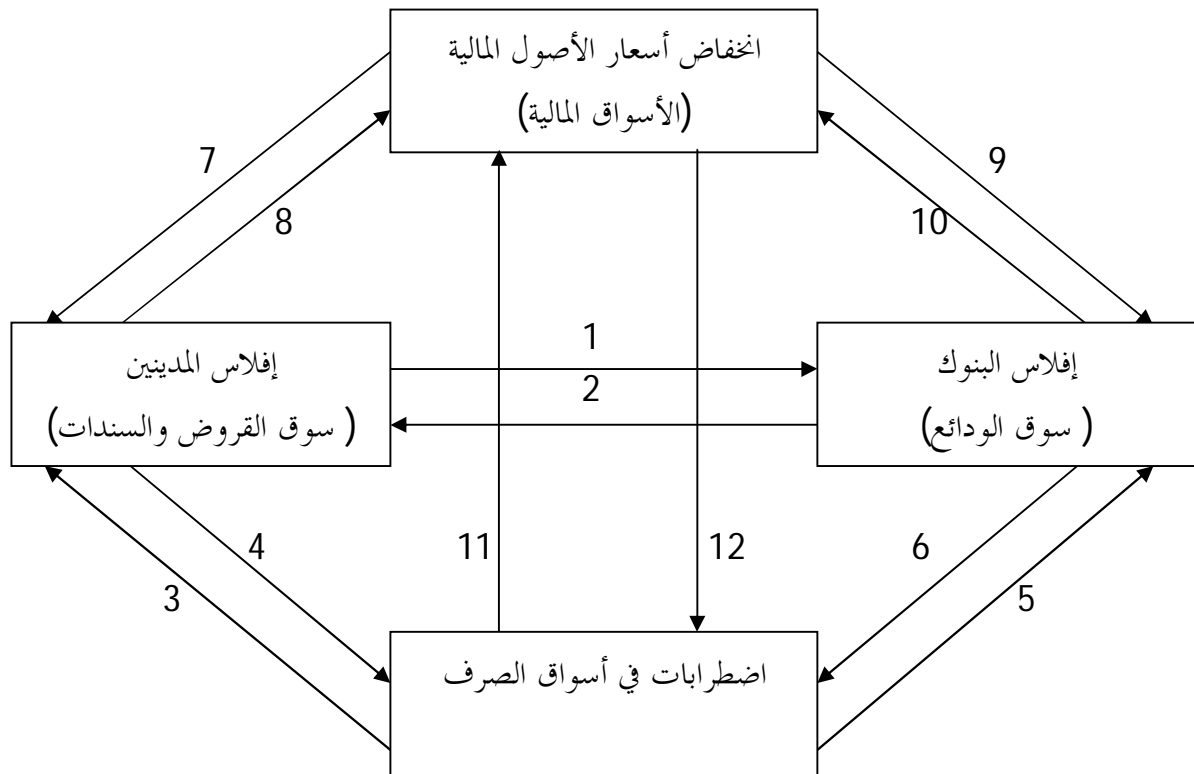 انخفاض أسعار الأصول المالية
(الأسواق المالية)
7
9
8
10
1
إفلاس المدينين
( سوق القروض والسندات)
إفلاس البنوك
( سوق الودائع)
2
4
11
12
6
3
5
اضطرابات في أسواق الصرف